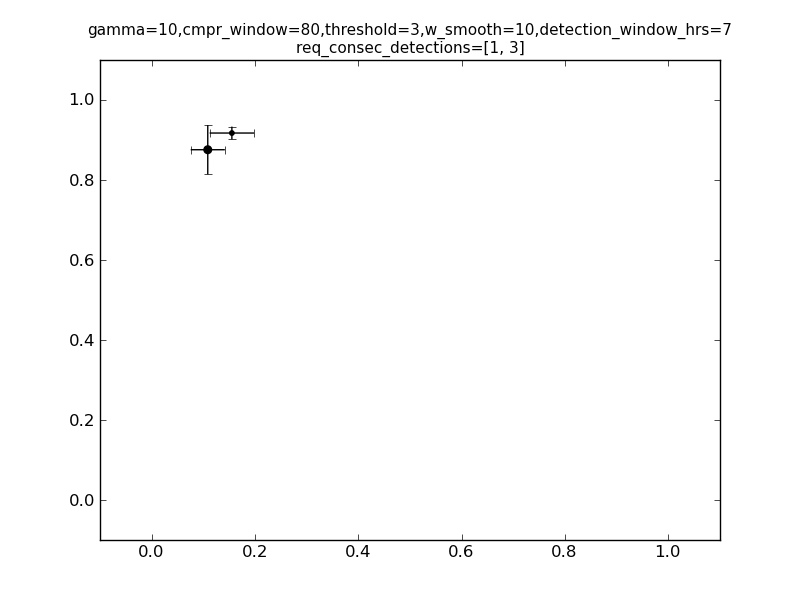 gamma=10,cmpr_window=80,threshold=3,w_smooth=10,detection_window_hrs=7
req_consec_detections=[1, 3]
1.0
0.8
0.6
0.4
0.2
0.0
0.0 0.2 0.4 0.6 0.8 1.0